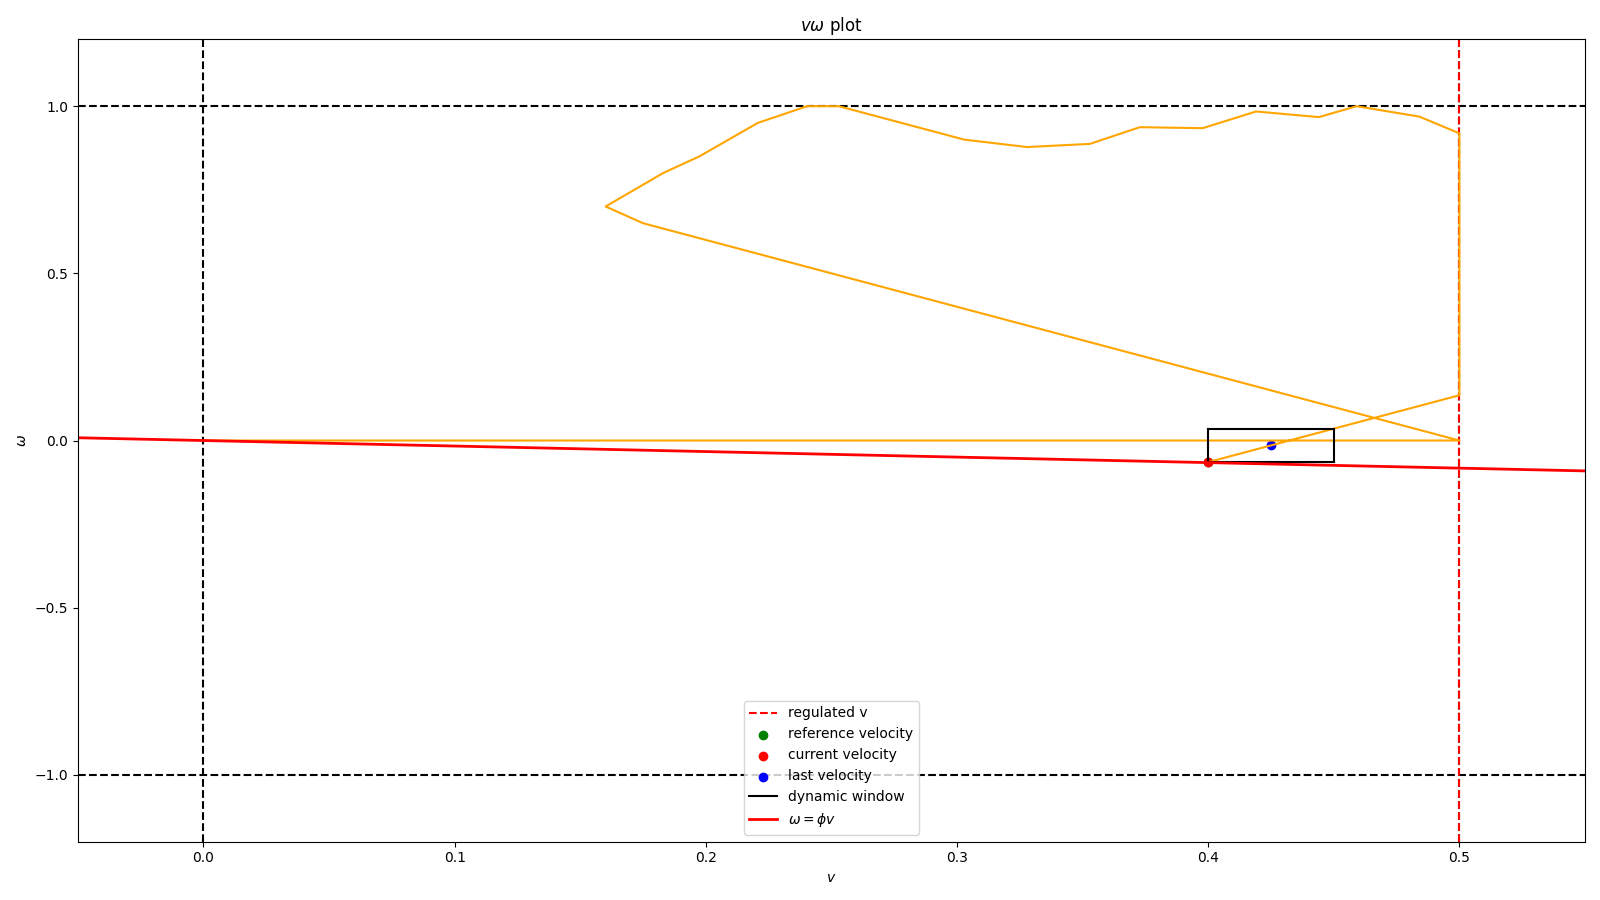 vω plot
1.0
0.5
0.0
−0.5
−1.0
ω
0.0
0.1
0.2
0.3
0.4
0.5
v
regulated v
reference velocity
current velocity
last velocity
dynamic window
ω = ϕv